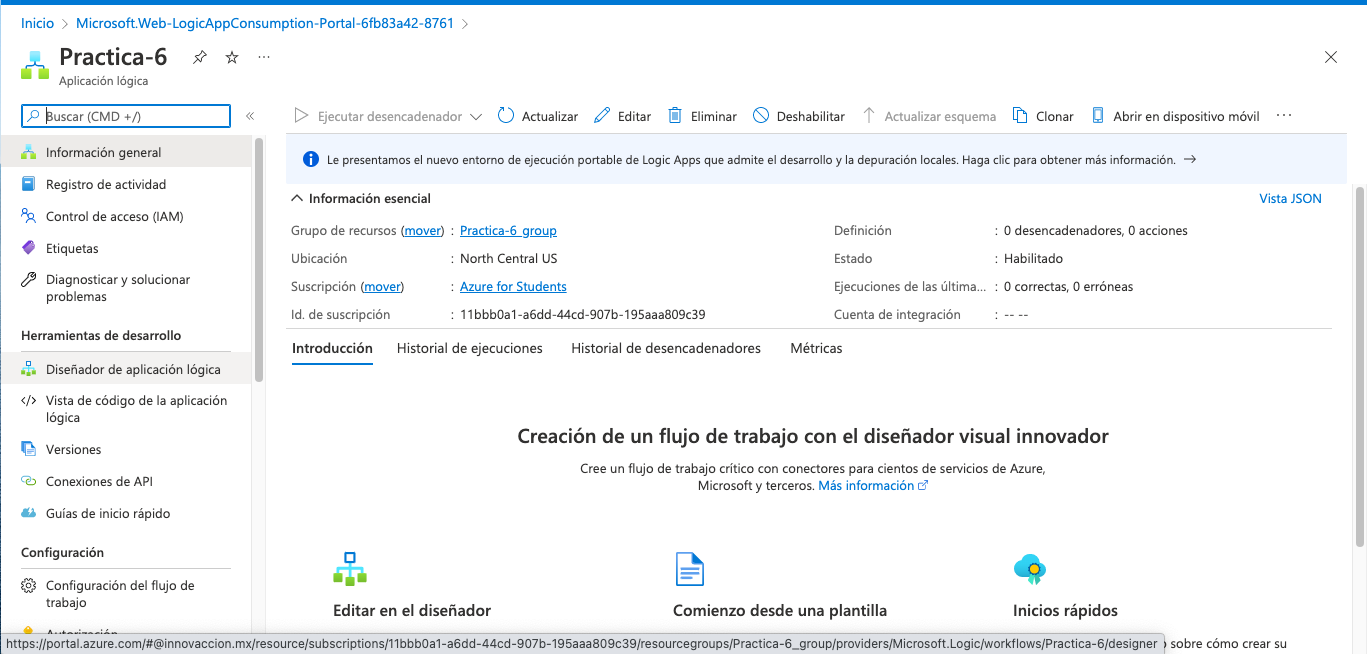 Inicio > Microsoft.Web-LogicAppConsumption-Portal-6fb83a42-8761 >
Practica-6
Aplicación lógica
Buscar (CMD +/)
Información general
Registro de actividad
Control de acceso (IAM)
Etiquetas
Diagnosticar y solucionar
problemas
Herramientas de desarrollo
Diseñador de aplicación lógica
Vista de código de la aplicación
lógica
Versiones
Conexiones de API
Guías de inicio rápido
Configuración
Configuración del flujo de
trabajo
Autorización
Ejecutar desencadenador
Actualizar
Editar
Eliminar
Deshabilitar
Actualizar esquema
Clonar
Abrir en dispositivo móvil
Le presentamos el nuevo entorno de ejecución portable de Logic Apps que admite el desarrollo y la depuración locales. Haga clic para obtener más información. →
Información esencial
Vista JSON
Grupo de recursos (mover) : Practica-6_group
Ubicación : North Central US
Suscripción (mover) : Azure for Students
Id. de suscripción : 11bbb0a1-a6dd-44cd-907b-195aaa809c39
Definición : 0 desencadenadores, 0 acciones
Estado : Habilitado
Ejecuciones de las última... : 0 correctas, 0 erróneas
Cuenta de integración : -- --
Introducción
Historial de ejecuciones
Historial de desencadenadores
Métricas
Creación de un flujo de trabajo con el diseñador visual innovador
Cree un flujo de trabajo crítico con conectores para cientos de servicios de Azure,
Microsoft y terceros. Más información
Editar en el diseñador
Comienzo desde una plantilla
Inicios rápidos
sobre cómo crear su
https://portal.azure.com/#@innovaccion.mx/resource/subscriptions/11bbb0a1-a6dd-44cd-907b-195aaa809c39/resourcegroups/Practica-6_group/providers/Microsoft.Logic/workflows/Practica-6/designer